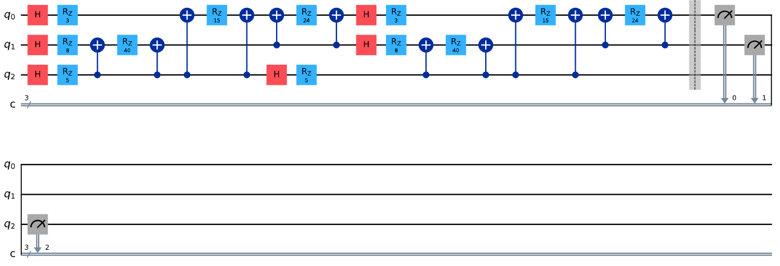 q0 H RZ 3 RZ 15 RZ 24 H RZ 3 RZ 15 RZ 24
q1 H RZ 8 RZ 40 H RZ 8 RZ 40
q2 H RZ 5 H RZ 5
c 3 0 1
q0
q1
q2
c 3 2